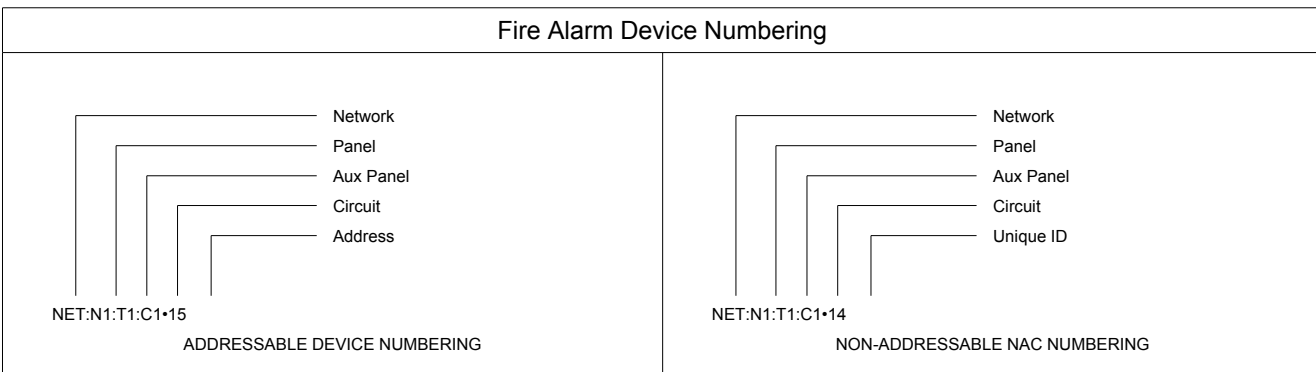 Fire Alarm Device Numbering
Network
Panel
Aux Panel
Circuit
Address
NET:N1:T1:C1•15
ADDRESSABLE DEVICE NUMBERING
Network
Panel
Aux Panel
Circuit
Unique ID
NET:N1:T1:C1•14
NON-ADDRESSABLE NAC NUMBERING